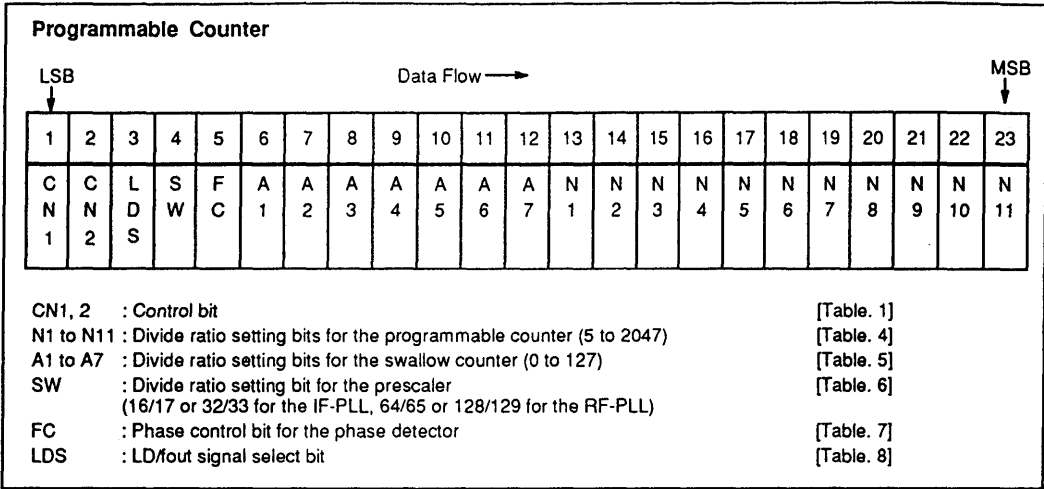 Programmable Counter
LSB Data Flow MSB
1 2 3 4 5 6 7 8 9 10 11 12 13 14 15 16 17 18 19 20 21 22 23
CN1 CN2 LDS SW FC A1 A2 A3 A4 A5 A6 A7 N1 N2 N3 N4 N5 N6 N7 N8 N9 N10 N11
CN1, 2 : Control bit [Table. 1]
N1 to N11 : Divide ratio setting bits for the programmable counter (5 to 2047) [Table. 4]
A1 to A7 : Divide ratio setting bits for the swallow counter (0 to 127) [Table. 5]
SW : Divide ratio setting bit for the prescaler [Table. 6]
(16/17 or 32/33 for the IF-PLL, 64/65 or 128/129 for the RF-PLL)
FC : Phase control bit for the phase detector [Table. 7]
LDS : LD/fout signal select bit [Table. 8]